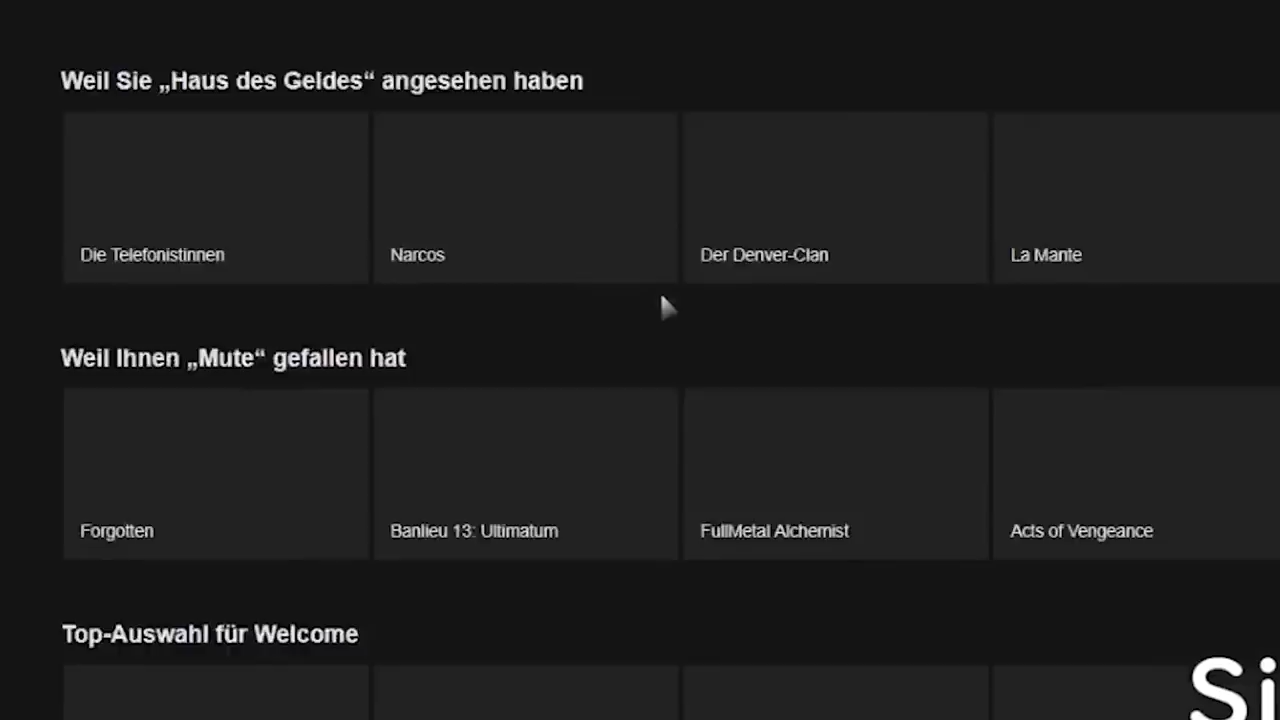 Weil Sie „Haus des Geldes“ angesehen haben
Die Telefonistinnen
Narcos
Der Denver-Clan
La Mante
Weil Ihnen „Mute“ gefallen hat
Forgotten
Banlieu 13: Ultimatum
FullMetal Alchemist
Acts of Vengeance
Top-Auswahl für Welcome
Si